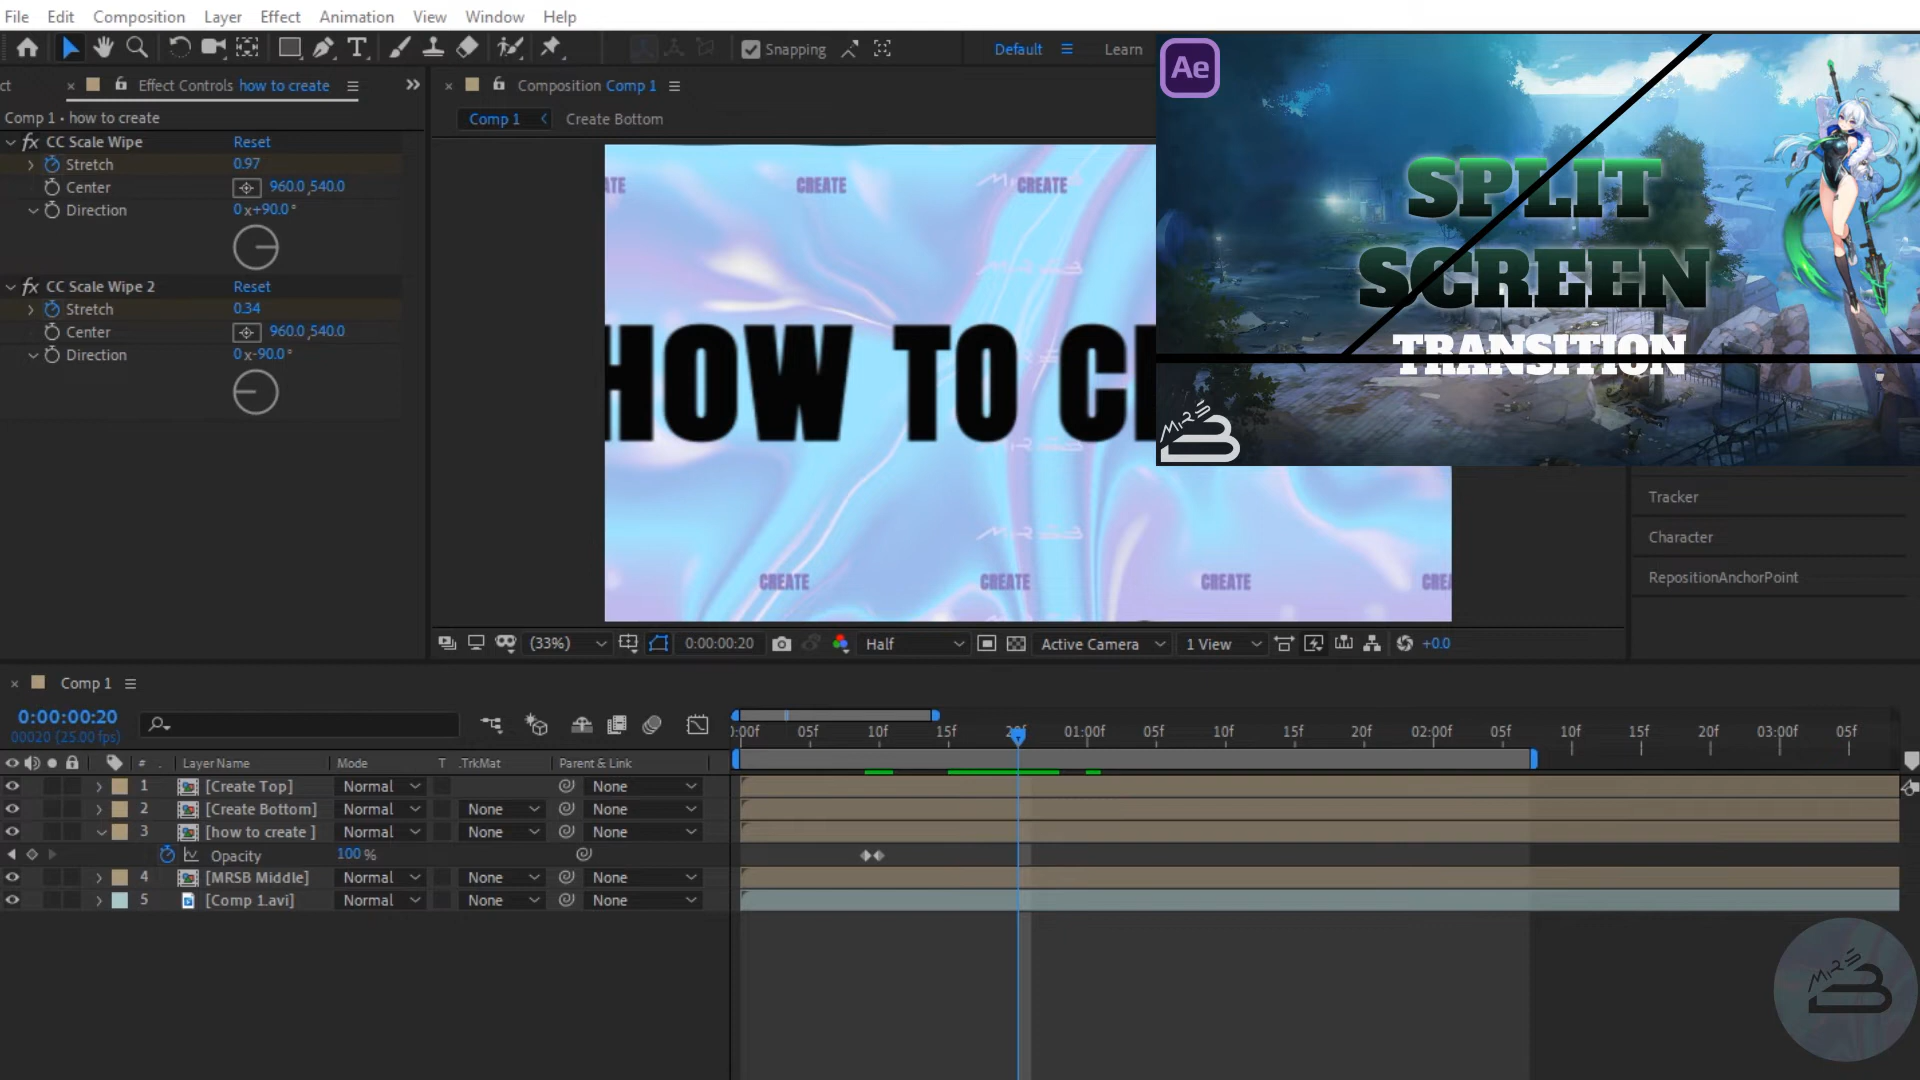 File Edit Composition Layer Effect Animation View Window Help
Snapping Default Learn
ct Effect Controls how to create
Comp 1 • how to create
fx CC Scale Wipe Reset
Stretch 0.97
Center 960.0,540.0
Direction 0x+90.0°
fx CC Scale Wipe 2 Reset
Stretch 0.34
Center 960.0,540.0
Direction 0x-90.0°
Composition Comp 1
Comp 1 Create Bottom
ATE CREATE CREATE
HOW TO CR
CREATE CREATE CREATE CREA
Ae
SPLIT
SCREEN
TRANSITION
MRSB
Tracker
Character
RepositionAnchorPoint
(33%) 0:00:00:20 Half Active Camera 1 View +0.0
Comp 1
0:00:00:20
00020 (25.00 fps)
):00f 05f 10f 15f 20f 01:00f 05f 10f 15f 20f 02:00f 05f 10f 15f 20f 03:00f 05f
# Layer Name Mode T .TrkMat Parent & Link
1 [Create Top] Normal None
2 [Create Bottom] Normal None None
3 [how to create ] Normal None None
Opacity 100 %
4 [MRSB Middle] Normal None None
5 [Comp 1.avi] Normal None None
MRSB